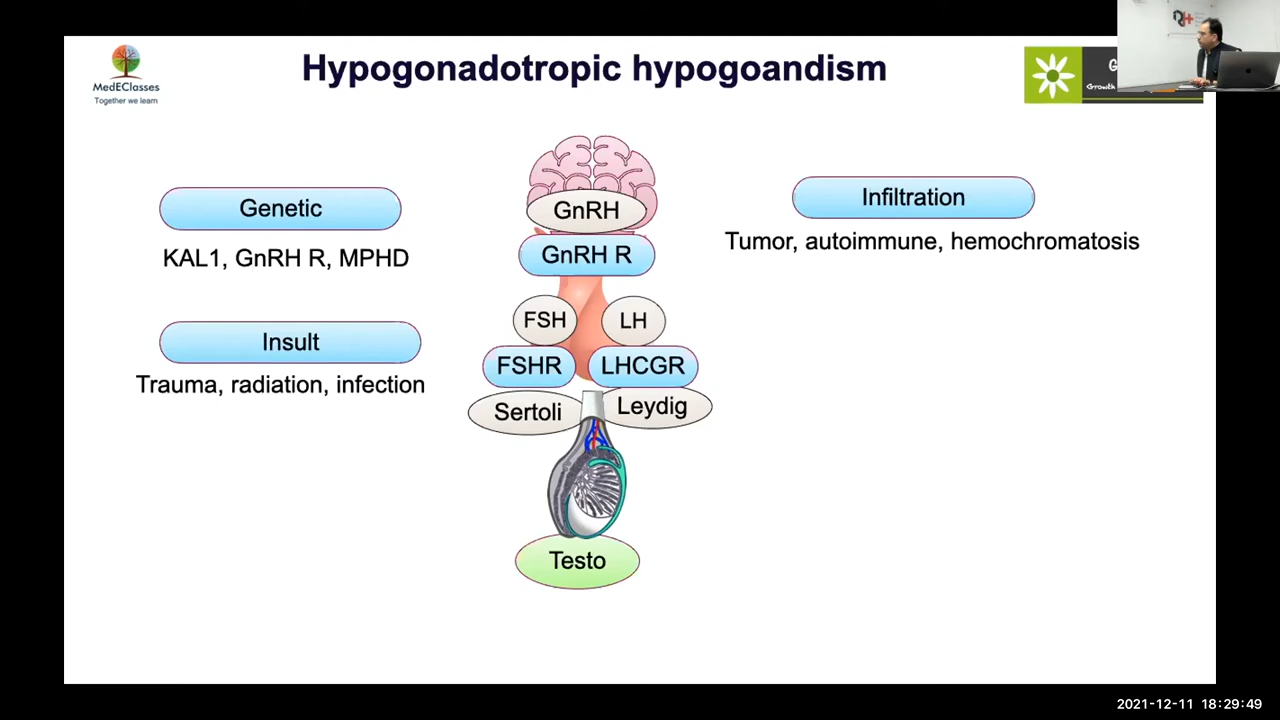 MedEClasses
Together we learn
Hypogonadotropic hypogoandism
G
Growth
Genetic
KAL1, GnRH R, MPHD
Insult
Trauma, radiation, infection
GnRH
GnRH R
FSH
LH
FSHR
LHCGR
Sertoli
Leydig
Testo
Infiltration
Tumor, autoimmune, hemochromatosis
2021-12-11 18:29:49